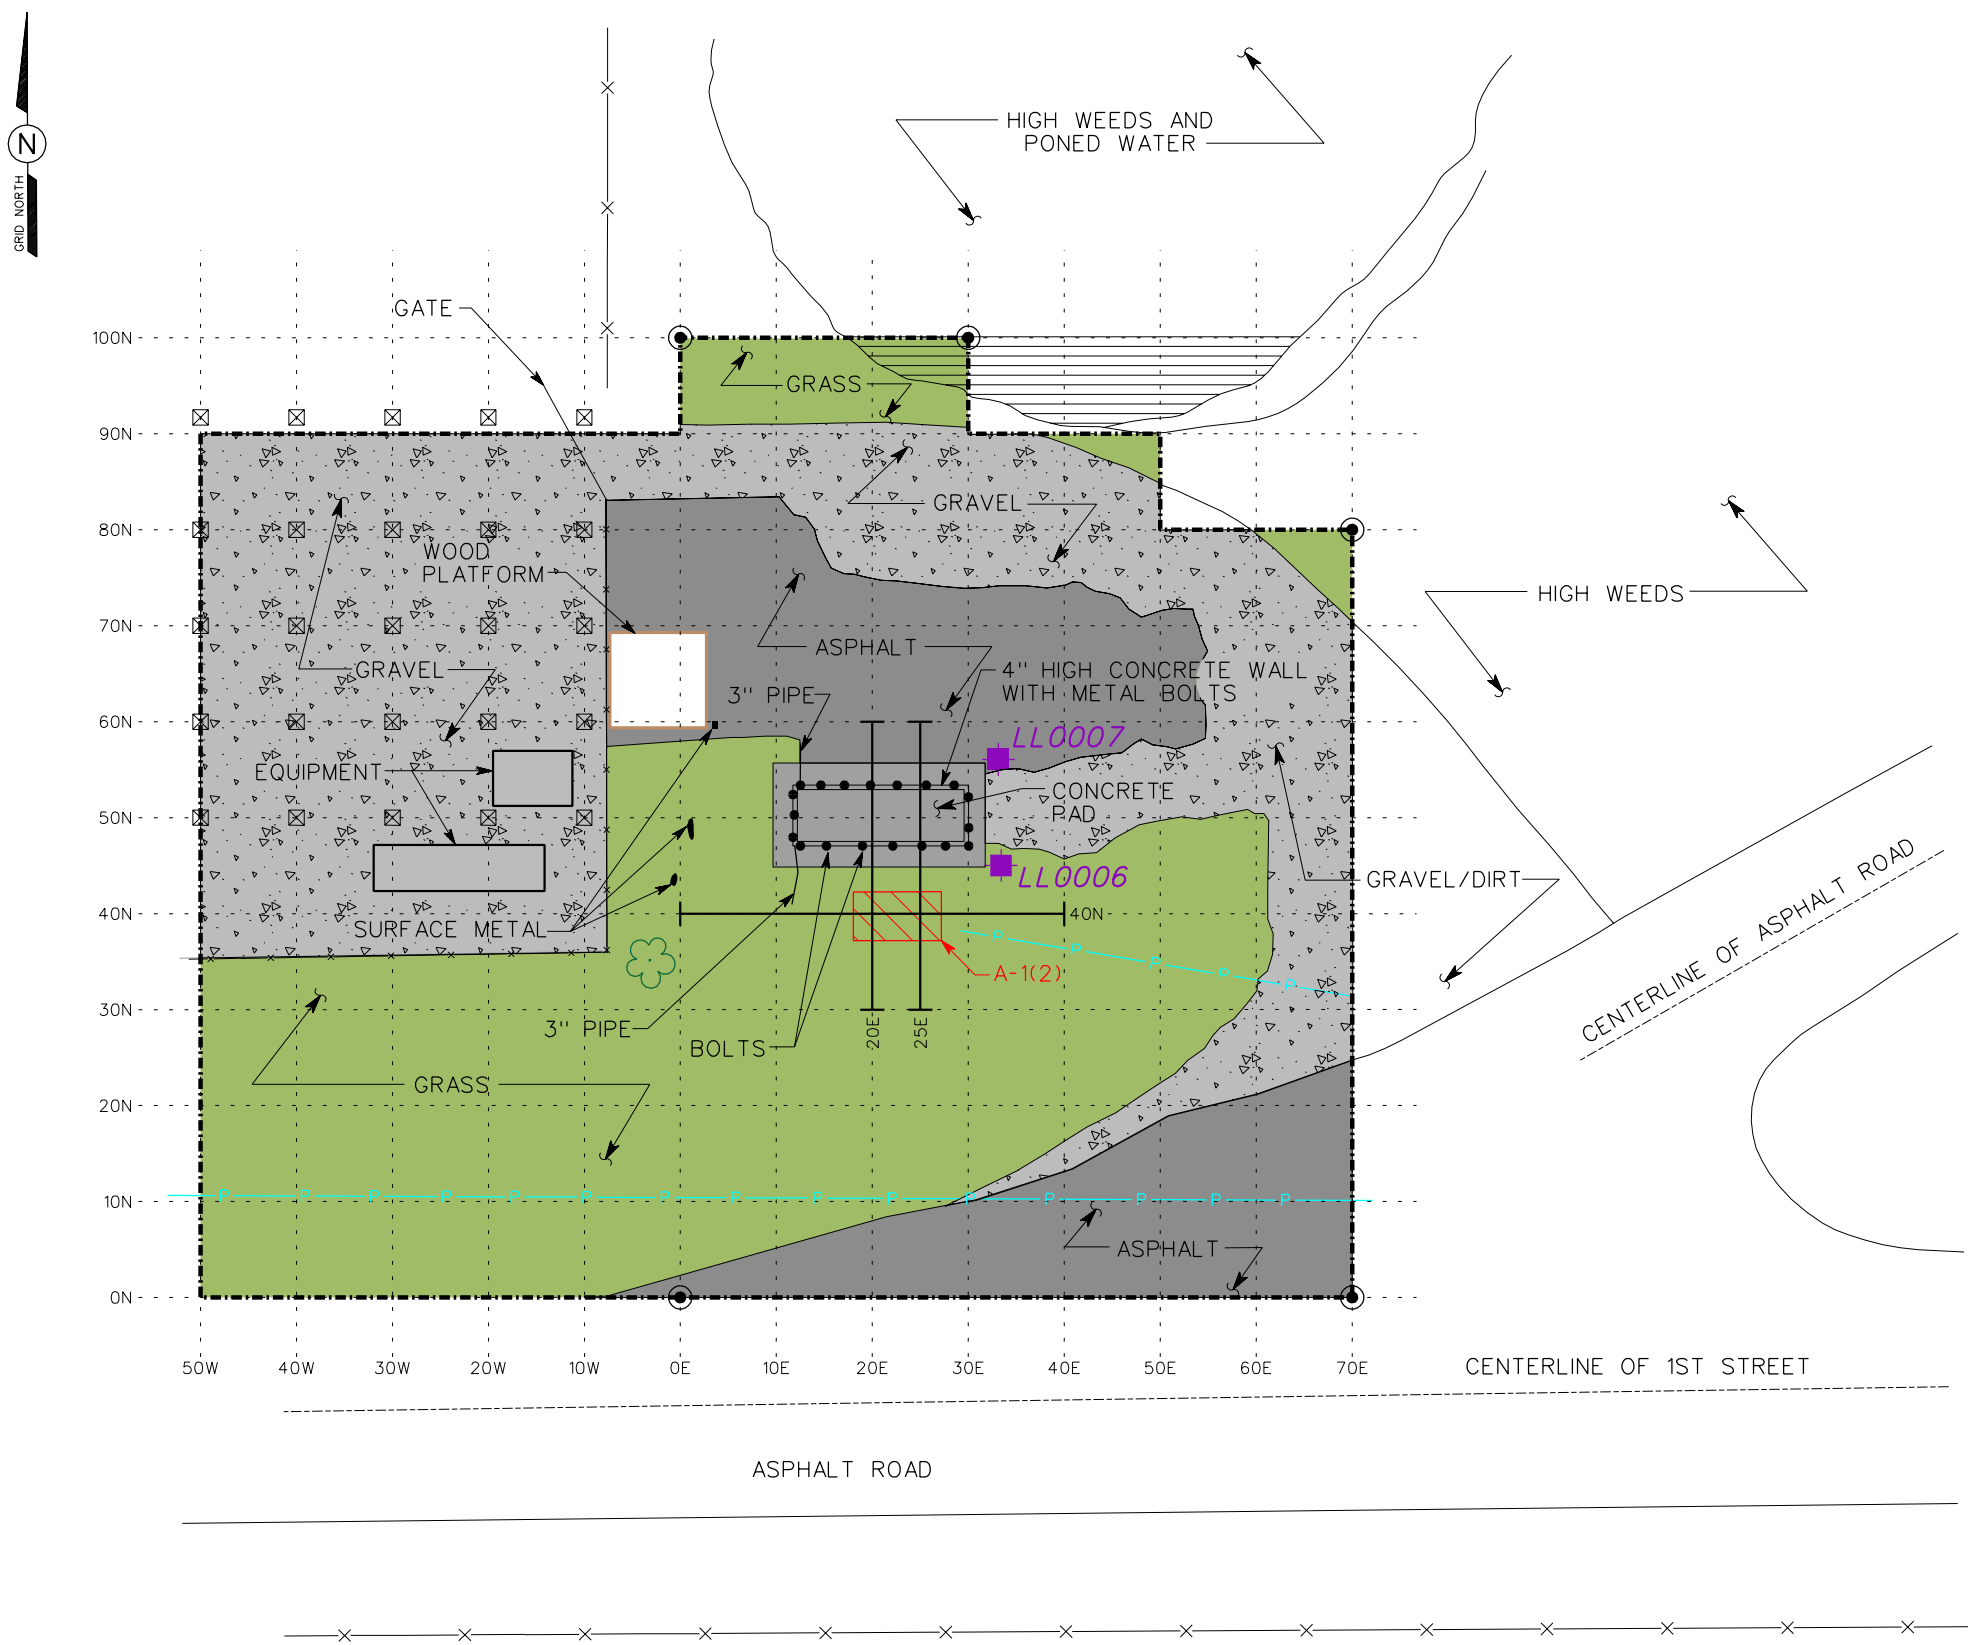 N
GRID NORTH
HIGH WEEDS AND
PONED WATER
GATE
100N
GRASS
90N
GRAVEL
80N
WOOD
PLATFORM
HIGH WEEDS
70N
ASPHALT
GRAVEL
4" HIGH CONCRETE WALL
WITH METAL BOLTS
3" PIPE
60N
LL0007
EQUIPMENT
CONCRETE
PAD
50N
LL0006
GRAVEL/DIRT
CENTERLINE OF ASPHALT ROAD
40N
40N
SURFACE METAL
P P P P P
A-1(2)
30N
3" PIPE
20E
25E
BOLTS
GRASS
20N
10N
P P P P P P P P P P P P P P P
ASPHALT
0N
50W 40W 30W 20W 10W 0E 10E 20E 30E 40E 50E 60E 70E
CENTERLINE OF 1ST STREET
ASPHALT ROAD